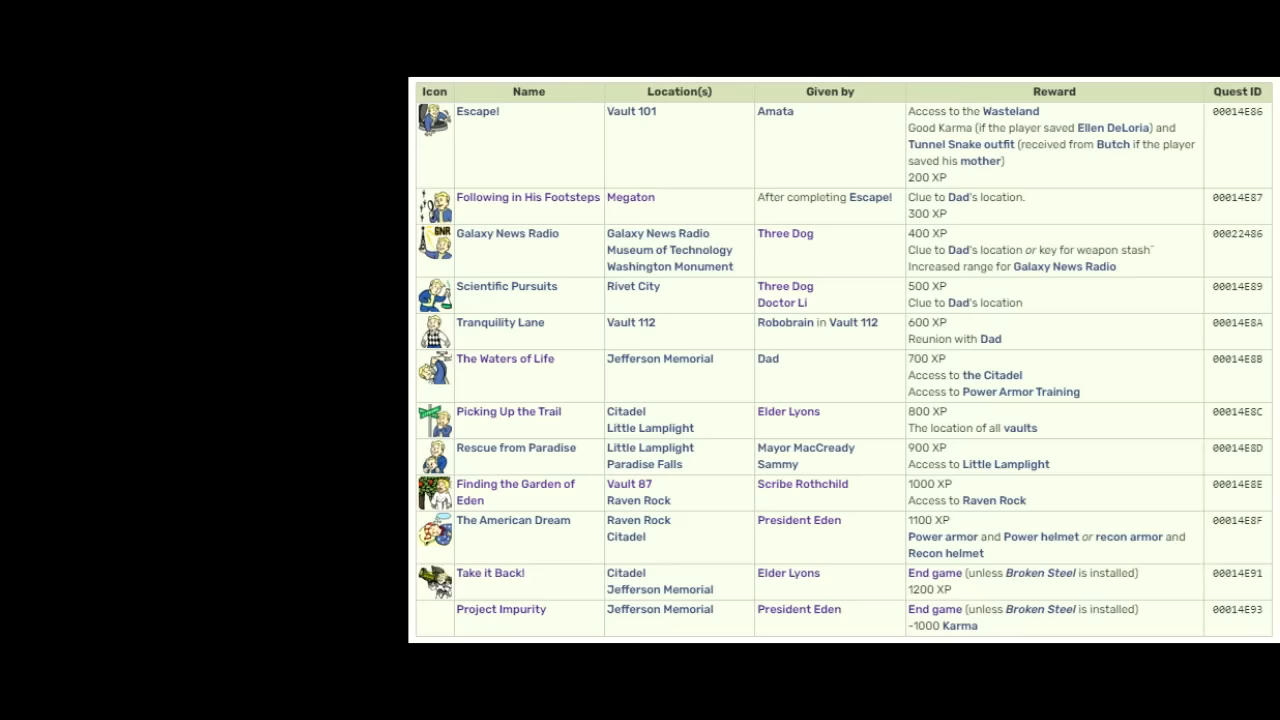 Icon Name Location(s) Given by Reward Quest ID
Escape! Vault 101 Amata Access to the Wasteland 00014E86
Good Karma (if the player saved Ellen DeLoria) and
Tunnel Snake outfit (received from Butch if the player
saved his mother)
200 XP
Following in His Footsteps Megaton After completing Escape! Clue to Dad's location. 00014E87
300 XP
GNR Galaxy News Radio Galaxy News Radio Three Dog 400 XP 00022486
Museum of Technology Clue to Dad's location or key for weapon stash~
Washington Monument Increased range for Galaxy News Radio
Scientific Pursuits Rivet City Three Dog 500 XP 00014E89
Doctor Li Clue to Dad's location
Tranquility Lane Vault 112 Robobrain in Vault 112 600 XP 00014E8A
Reunion with Dad
The Waters of Life Jefferson Memorial Dad 700 XP 00014E8B
Access to the Citadel
Access to Power Armor Training
Picking Up the Trail Citadel Elder Lyons 800 XP 00014E8C
Little Lamplight The location of all vaults
Rescue from Paradise Little Lamplight Mayor MacCready 900 XP 00014E8D
Paradise Falls Sammy Access to Little Lamplight
Finding the Garden of Vault 87 Scribe Rothchild 1000 XP 00014E8E
Eden Raven Rock Access to Raven Rock
The American Dream Raven Rock President Eden 1100 XP 00014E8F
Citadel Power armor and Power helmet or recon armor and
Recon helmet
Take it Back! Citadel Elder Lyons End game (unless Broken Steel is installed) 00014E91
Jefferson Memorial 1200 XP
Project Impurity Jefferson Memorial President Eden End game (unless Broken Steel is installed) 00014E93
-1000 Karma